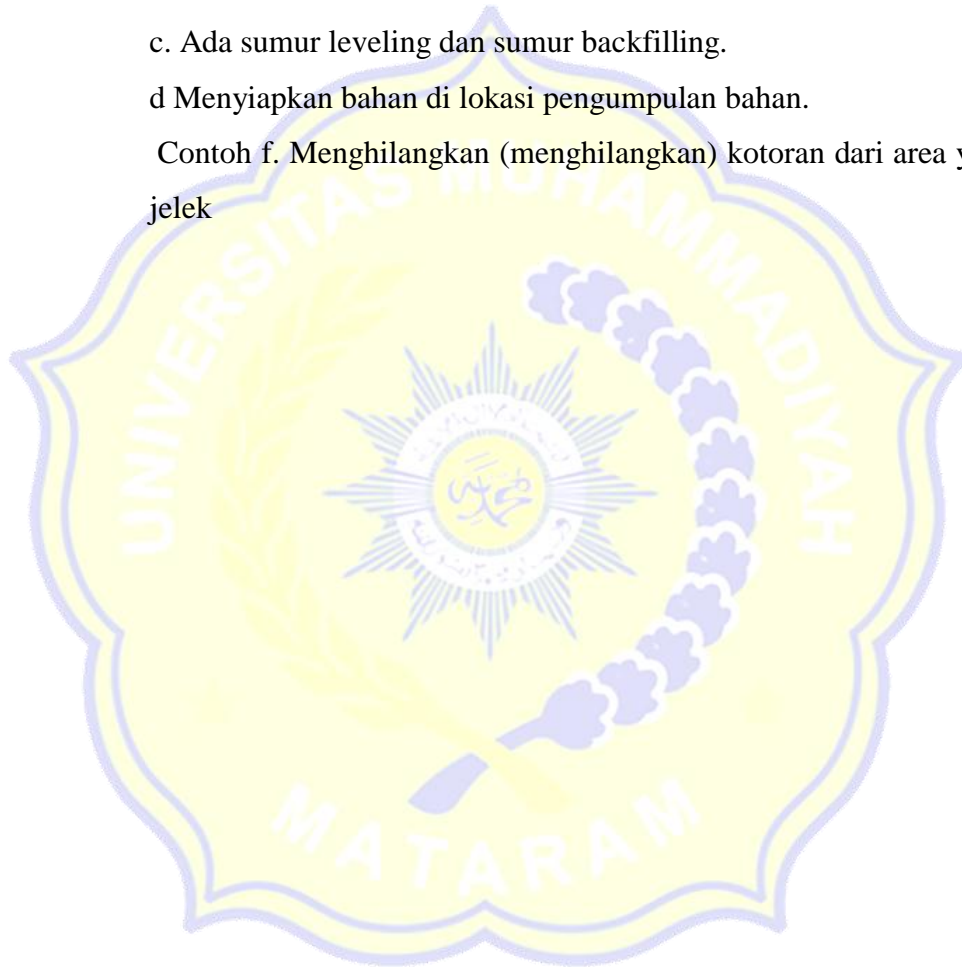 c. Ada sumur leveling dan sumur backfilling.
d Menyiapkan bahan di lokasi pengumpulan bahan.
Contoh f. Menghilangkan (menghilangkan) kotoran dari area y
jelek
UNIVERSITAS MUHAMMADIYAH
MATARAM